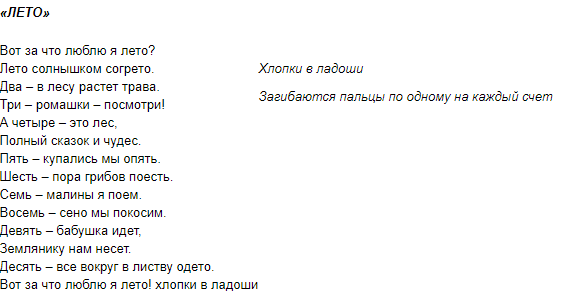 «ЛЕТО»
Вот за что люблю я лето?
Лето солнышком согрето.
Хлопки в ладоши
Два – в лесу растет трава.
Загибаются пальцы по одному на каждый счет
Три – ромашки – посмотри!
А четыре – это лес,
Полный сказок и чудес.
Пять – купались мы опять.
Шесть – пора грибов поесть.
Семь – малины я поем.
Восемь – сено мы покосим.
Девять – бабушка идет,
Землянику нам несет.
Десять – все вокруг в листву одето.
Вот за что люблю я лето! хлопки в ладоши